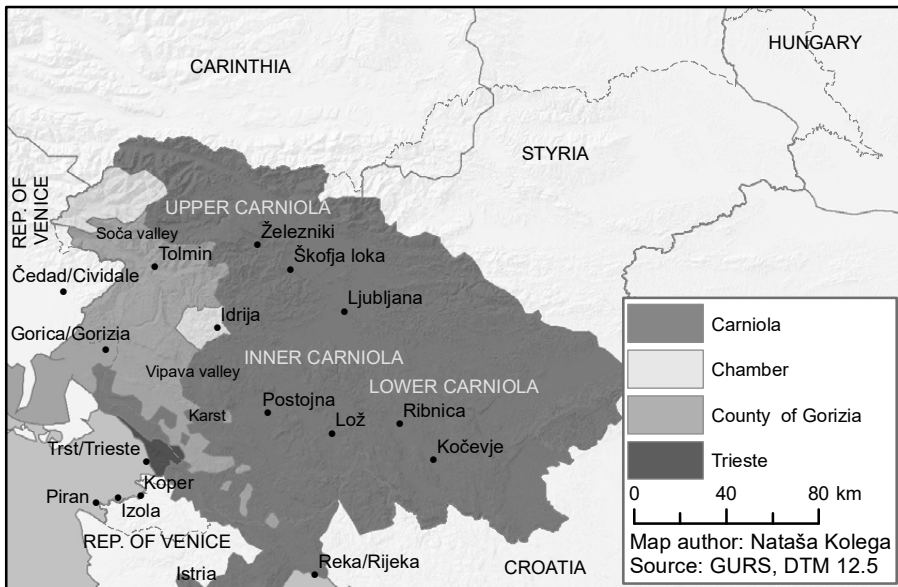 HUNGARY
CARINTHIA
STYRIA
REP. OF
VENICE
UPPER CARNIOLA
Soča valley
Železniki
Tolmin
Škofja loka
Čedad/Cividale
Ljubljana
Idrija
Gorica/Gorizia
INNER CARNIOLA
Vipava valley
LOWER CARNIOLA
Postojna
Karst
Ribnica
Lož
Trst/Trieste
Kočevje
Koper
Piran
Izola
REP. OF VENICE
Istria
Reka/Rijeka
CROATIA
Carniola
Chamber
County of Gorizia
Trieste
0 40 80 km
Map author: Nataša Kolega
Source: GURS, DTM 12.5